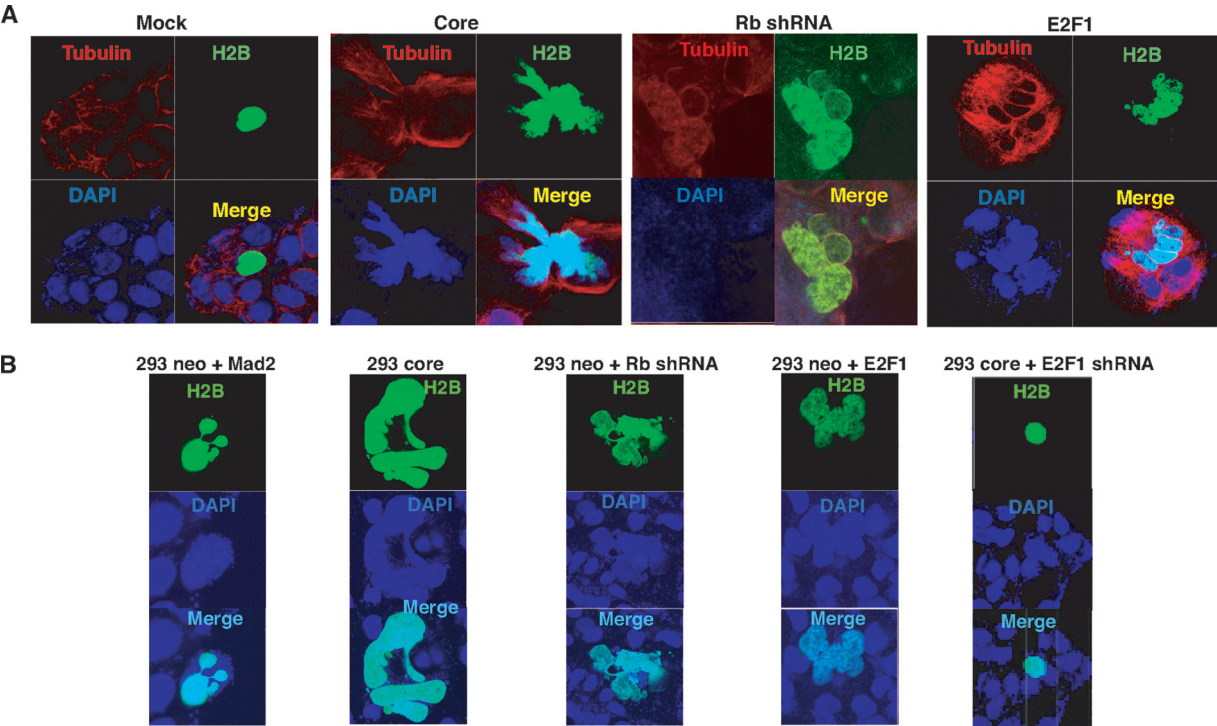 A
Mock
Core
Rb shRNA
E2F1
Tubulin
H2B
Tubulin
H2B
Tubulin
H2B
Tubulin
H2B
DAPI
Merge
DAPI
Merge
DAPI
Merge
DAPI
Merge
B
293 neo + Mad2
293 core
293 neo + Rb shRNA
293 neo + E2F1
293 core + E2F1 shRNA
H2B
H2B
H2B
H2B
H2B
DAPI
DAPI
DAPI
DAPI
DAPI
Merge
Merge
Merge
Merge
Merge